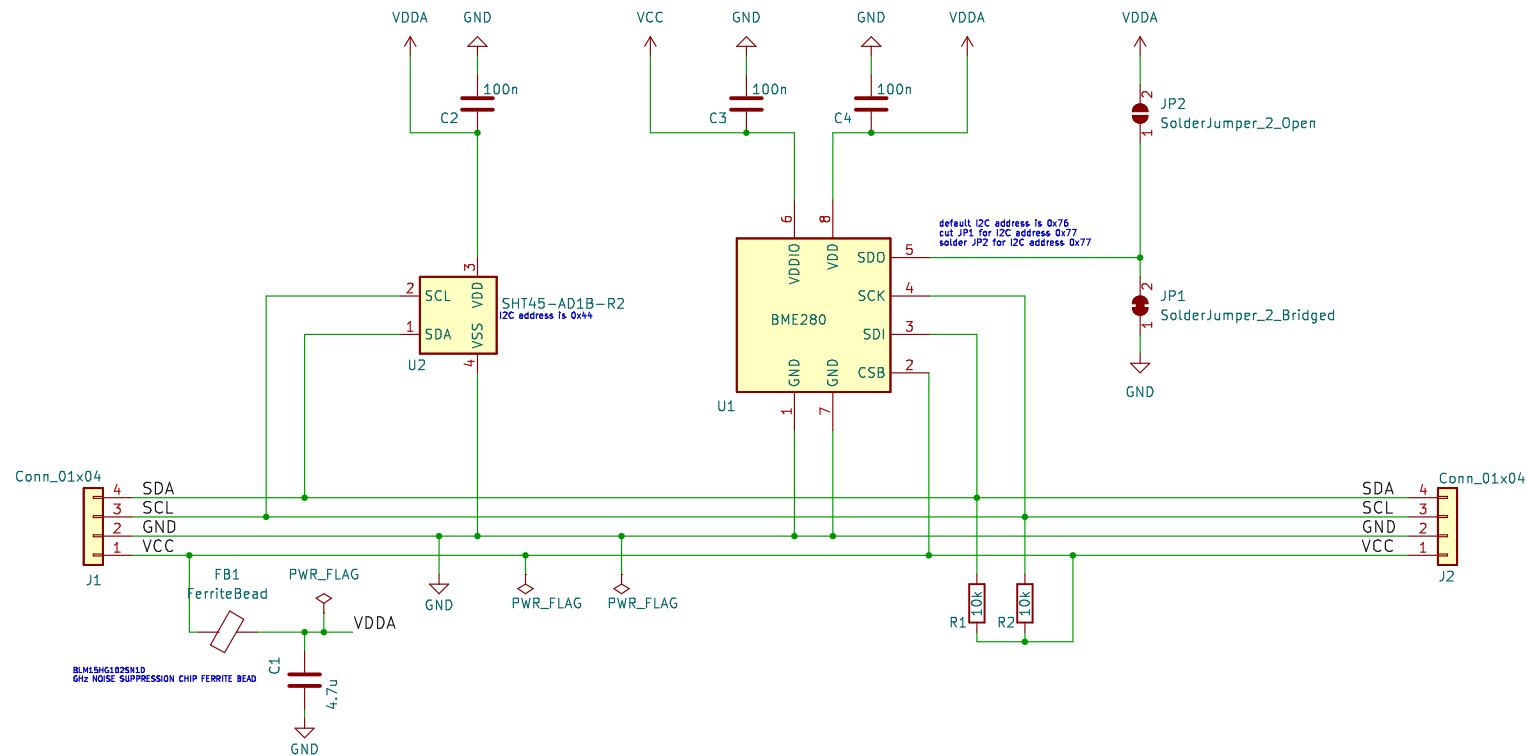 VDDA
GND
VCC
GND
GND
VDDA
VDDA
100n
C2
100n
C3
100n
C4
2
1
JP2
SolderJumper_2_Open
default I2C address is 0x76
cut JP1 for I2C address 0x77
solder JP2 for I2C address 0x77
3
2
SCL
VDD
1
SDA
VSS
4
SHT45-AD1B-R2
I2C address is 0x44
U2
6
8
VDDIO
VDD
SDO
5
SCK
4
BME280
SDI
3
GND
GND
CSB
2
U1
1
7
2
1
JP1
SolderJumper_2_Bridged
GND
Conn_01x04
4
SDA
3
SCL
2
GND
1
VCC
J1
Conn_01x04
SDA
4
SCL
3
GND
2
VCC
1
J2
FB1
FerriteBead
PWR_FLAG
VDDA
GND
PWR_FLAG
PWR_FLAG
10k
R1
10k
R2
BLM15HG102SN1D
GHz NOISE SUPPRESSION CHIP FERRITE BEAD
C1
4.7u
GND